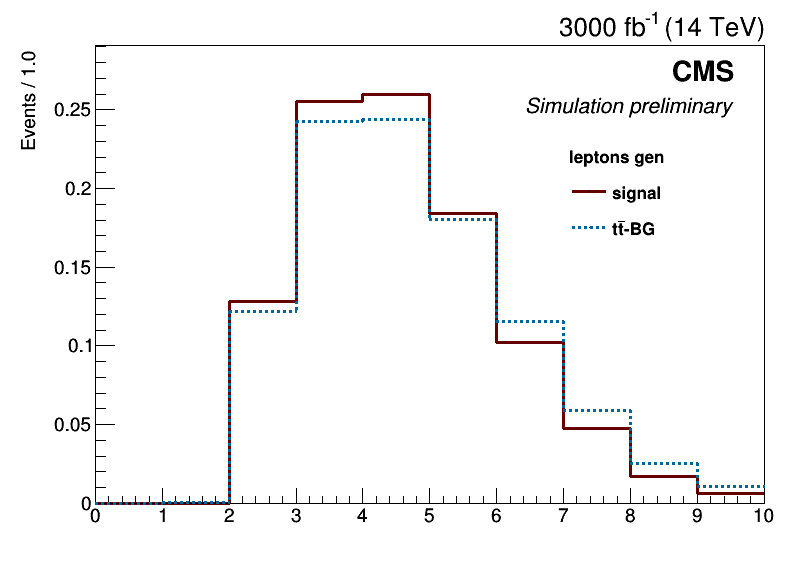 3000 fb⁻¹ (14 TeV)
Events / 1.0
CMS
Simulation preliminary
leptons gen
signal
tt̄-BG
0.25
0.2
0.15
0.1
0.05
0
0 1 2 3 4 5 6 7 8 9 10